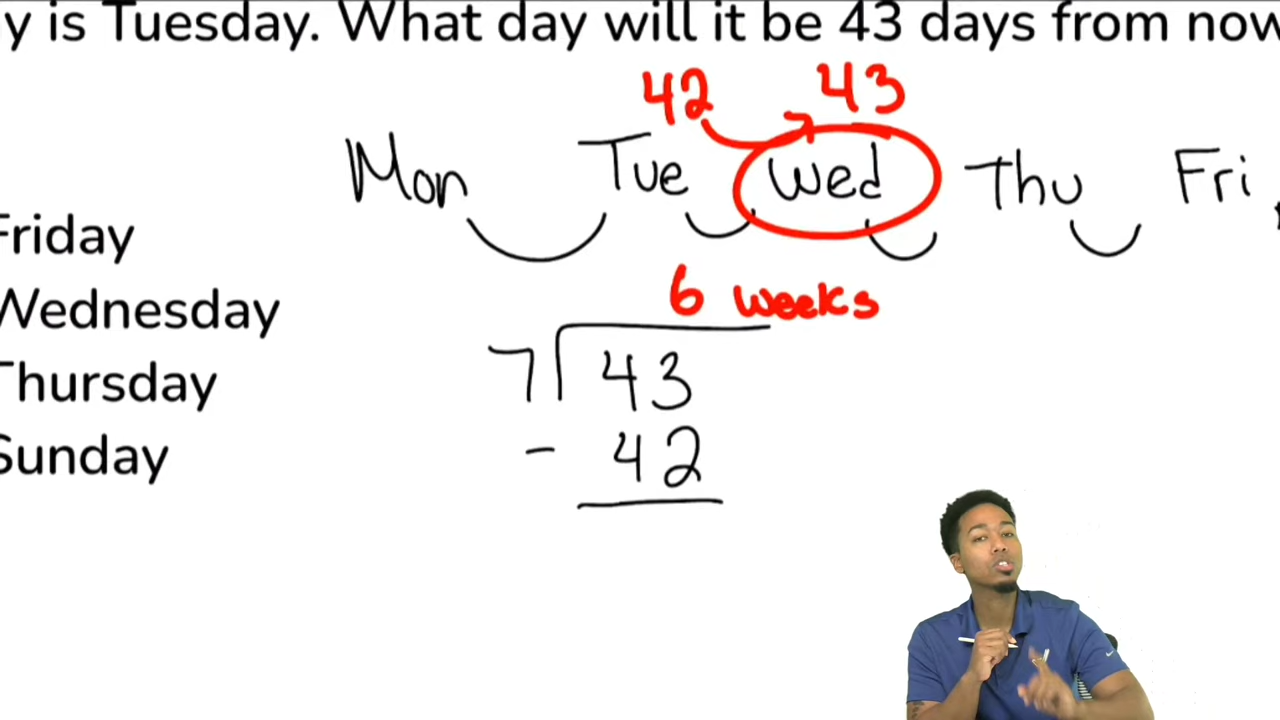 y is Tuesday. What day will it be 43 days from now
42 43
Mon Tue Wed Thu Fri
Friday
Wednesday
Thursday
Sunday
6 weeks
7 43
- 42